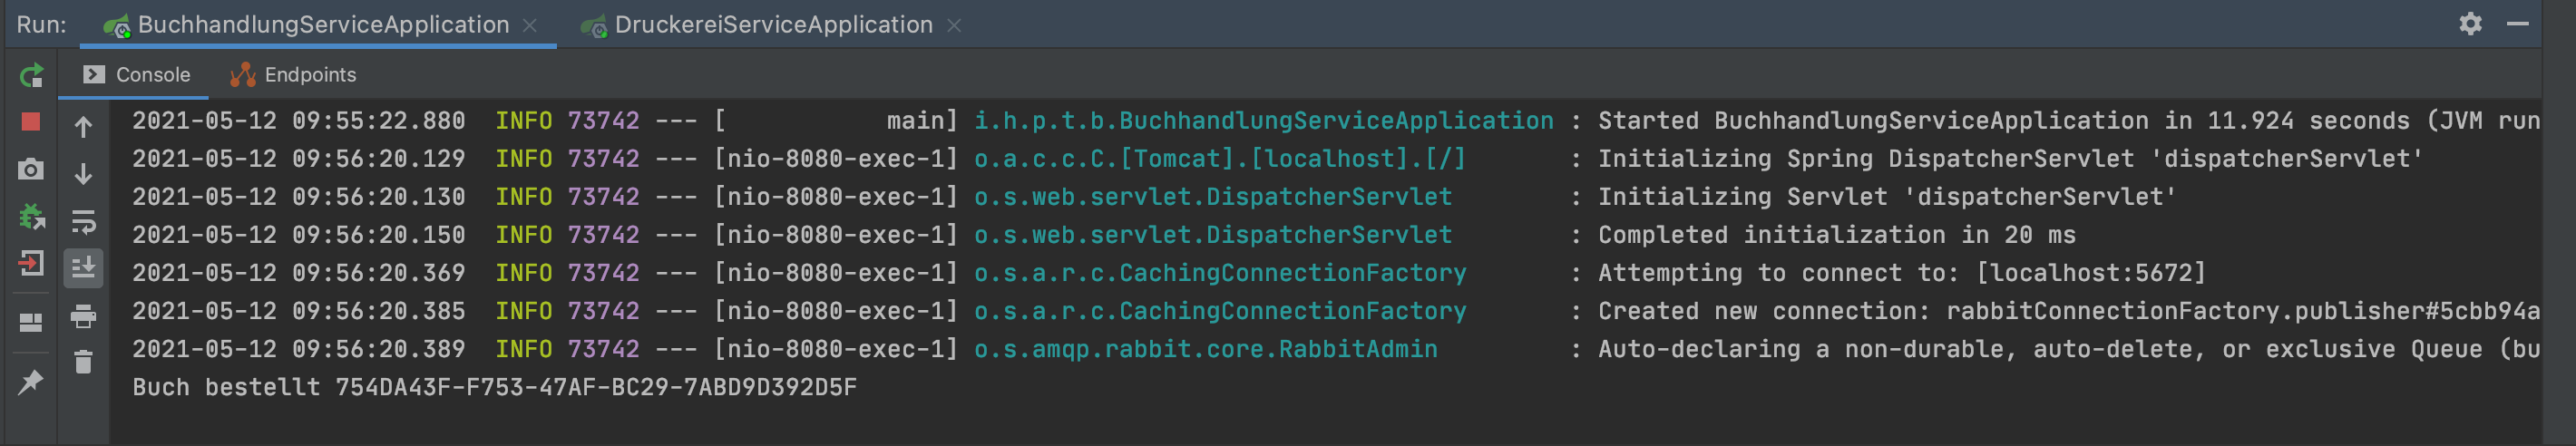 Run: BuchhandlungServiceApplication DruckereiServiceApplication
Console Endpoints
2021-05-12 09:55:22.880  INFO 73742 --- [           main] i.h.p.t.b.BuchhandlungServiceApplication : Started BuchhandlungServiceApplication in 11.924 seconds (JVM run
2021-05-12 09:56:20.129  INFO 73742 --- [nio-8080-exec-1] o.a.c.c.C.[Tomcat].[localhost].[/]       : Initializing Spring DispatcherServlet 'dispatcherServlet'
2021-05-12 09:56:20.130  INFO 73742 --- [nio-8080-exec-1] o.s.web.servlet.DispatcherServlet        : Initializing Servlet 'dispatcherServlet'
2021-05-12 09:56:20.150  INFO 73742 --- [nio-8080-exec-1] o.s.web.servlet.DispatcherServlet        : Completed initialization in 20 ms
2021-05-12 09:56:20.369  INFO 73742 --- [nio-8080-exec-1] o.s.a.r.c.CachingConnectionFactory       : Attempting to connect to: [localhost:5672]
2021-05-12 09:56:20.385  INFO 73742 --- [nio-8080-exec-1] o.s.a.r.c.CachingConnectionFactory       : Created new connection: rabbitConnectionFactory.publisher#5cbb94a
2021-05-12 09:56:20.389  INFO 73742 --- [nio-8080-exec-1] o.s.amqp.rabbit.core.RabbitAdmin         : Auto-declaring a non-durable, auto-delete, or exclusive Queue (bu
Buch bestellt 754DA43F-F753-47AF-BC29-7ABD9D392D5F